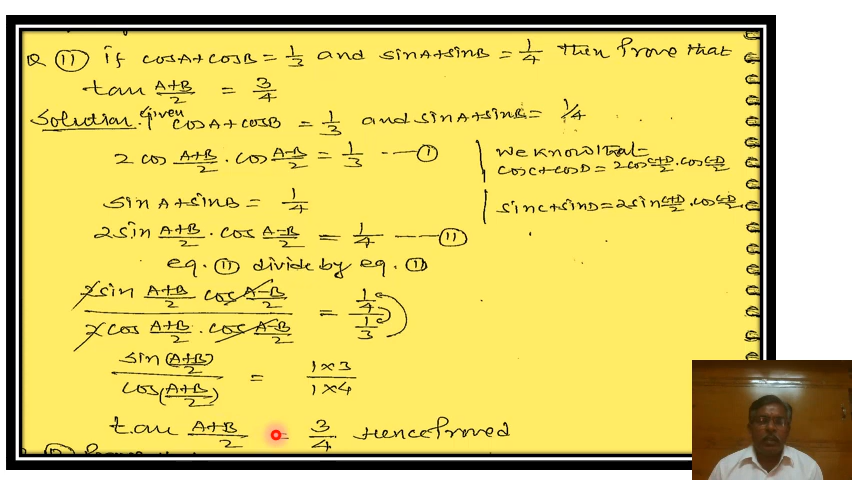 Q (11) if cosA+cosB = 1/3 and sinA+sinB = 1/4 then Prove that
tan A+B/2 = 3/4
Solution: Given cosA+cosB = 1/3 and sinA+sinB = 1/4
2 cos A+B/2 . cos A-B/2 = 1/3 --- (I)
We know that =
cosC+cosD = 2cos C+D/2 . cos C-D/2
sinA+sinB = 1/4
sinC+sinD = 2sin C+D/2 . cos C-D/2
2sin A+B/2 . cos A-B/2 = 1/4 --- (II)
eq. (II) divide by eq. (I)
2sin A+B/2 cos A-B/2 / 2cos A+B/2 . cos A-B/2 = 1/4 / 1/3
sin(A+B/2) / cos(A+B/2) = 1×3/1×4
tan A+B/2 = 3/4 Hence Proved